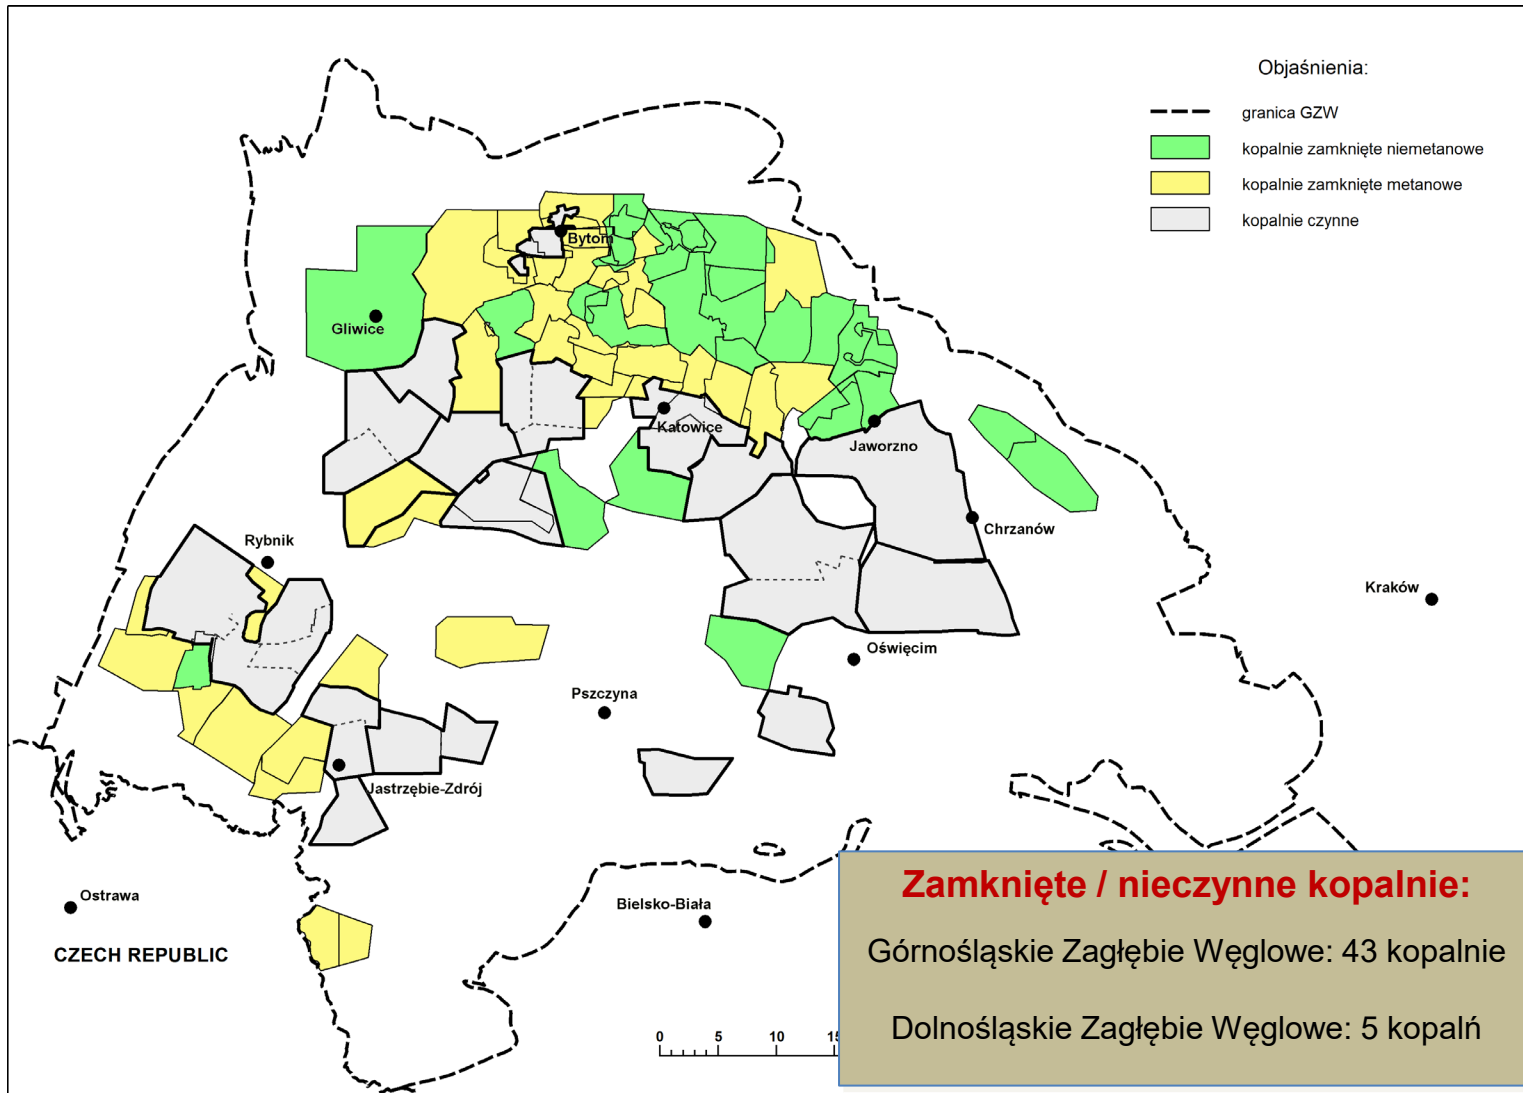 Objaśnienia:
granica GZW
kopalnie zamknięte niemetanowe
kopalnie zamknięte metanowe
kopalnie czynne
Bytom
Gliwice
Katowice
Jaworzno
Chrzanów
Rybnik
Kraków
Oświęcim
Pszczyna
Jastrzębie-Zdrój
Ostrawa
Bielsko-Biała
CZECH REPUBLIC
Zamknięte / nieczynne kopalnie:
Górnośląskie Zagłębie Węglowe: 43 kopalnie
Dolnośląskie Zagłębie Węglowe: 5 kopalń
0 5 10 15